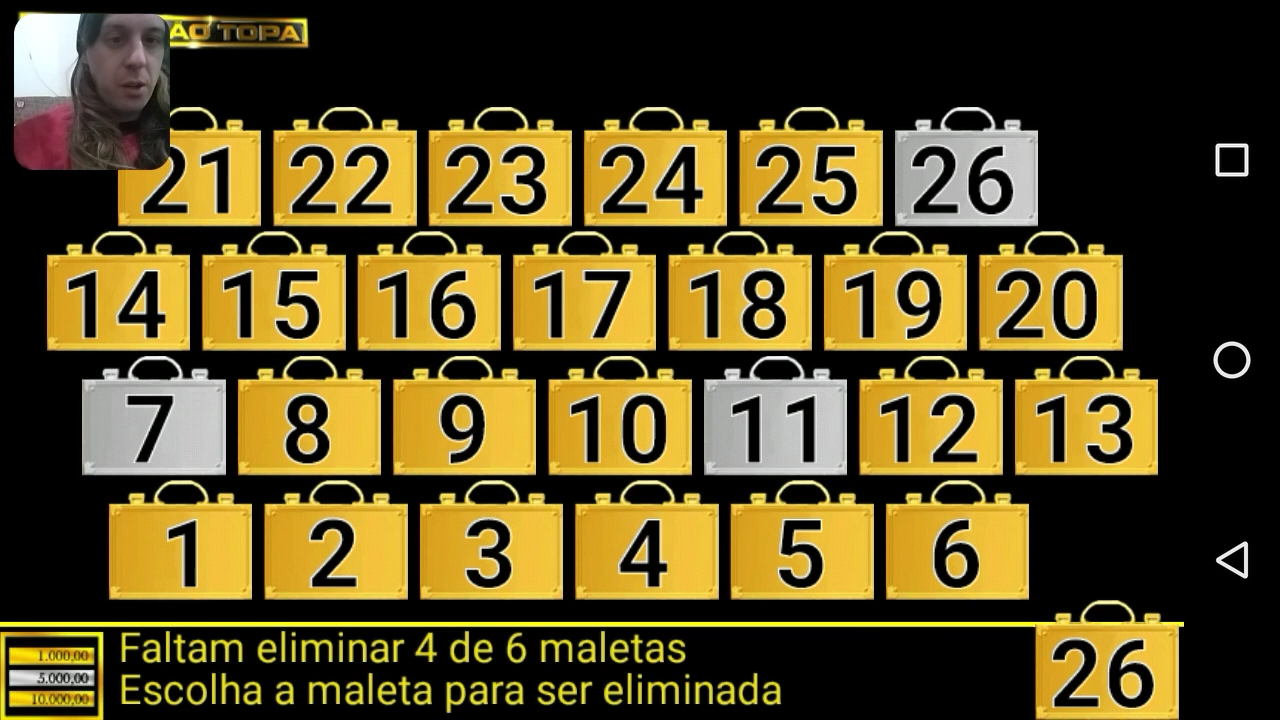 ÃO TOPA
21 22 23 24 25 26
14 15 16 17 18 19 20
7 8 9 10 11 12 13
1 2 3 4 5 6
Faltam eliminar 4 de 6 maletas
Escolha a maleta para ser eliminada
1.000,00
5.000,00
10.000,00
26